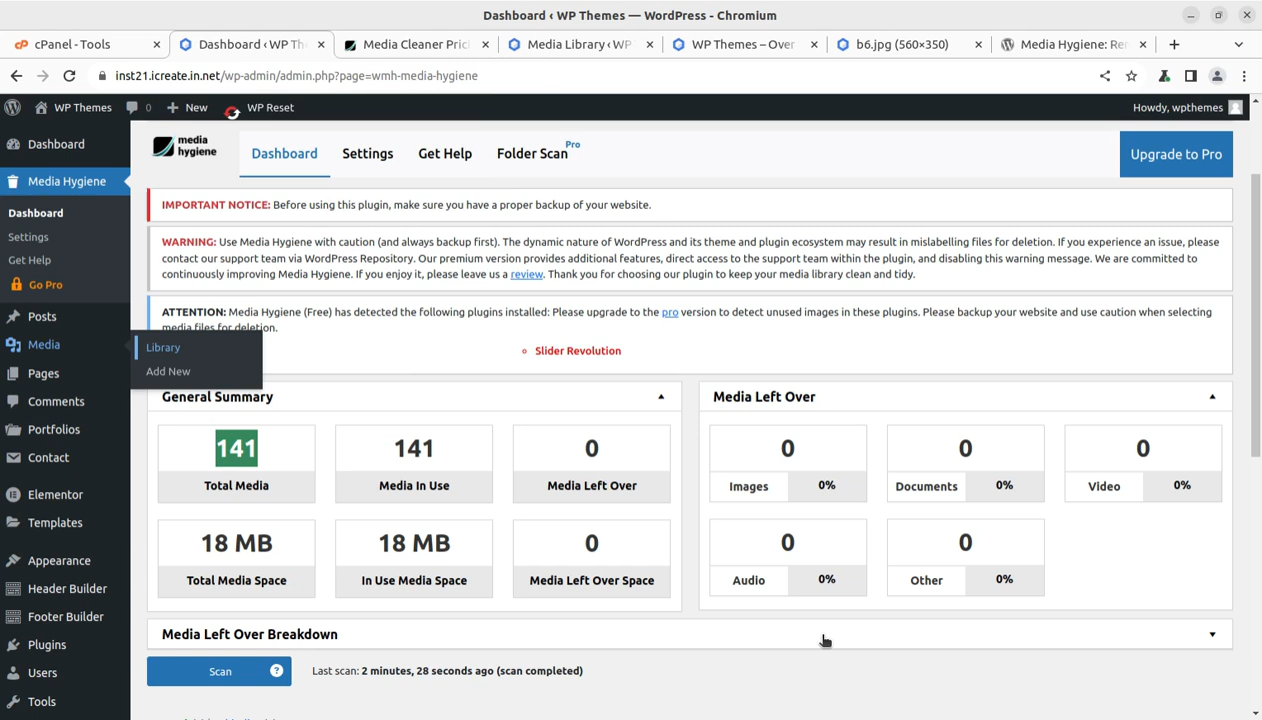 Dashboard ‹ WP Themes — WordPress - Chromium
cPanel - Tools
Dashboard ‹ WP Th
Media Cleaner Pric
Media Library ‹ WP
WP Themes – Over
b6.jpg (560×350)
Media Hygiene: Re
inst21.icreate.in.net/wp-admin/admin.php?page=wmh-media-hygiene
WP Themes
0
New
WP Reset
Howdy, wpthemes
Dashboard
Media Hygiene
Dashboard
Settings
Get Help
Go Pro
Posts
Media
Library
Add New
Pages
Comments
Portfolios
Contact
Elementor
Templates
Appearance
Header Builder
Footer Builder
Plugins
Users
Tools
media hygiene
Dashboard
Settings
Get Help
Folder Scan Pro
Upgrade to Pro
IMPORTANT NOTICE: Before using this plugin, make sure you have a proper backup of your website.
WARNING: Use Media Hygiene with caution (and always backup first). The dynamic nature of WordPress and its theme and plugin ecosystem may result in mislabelling files for deletion. If you experience an issue, please
contact our support team via WordPress Repository. Our premium version provides additional features, direct access to the support team within the plugin, and disabling this warning message. We are committed to
continuously improving Media Hygiene. If you enjoy it, please leave us a review. Thank you for choosing our plugin to keep your media library clean and tidy.
ATTENTION: Media Hygiene (Free) has detected the following plugins installed: Please upgrade to the pro version to detect unused images in these plugins. Please backup your website and use caution when selecting
media files for deletion.
Slider Revolution
General Summary
141
Total Media
141
Media In Use
0
Media Left Over
18 MB
Total Media Space
18 MB
In Use Media Space
0
Media Left Over Space
Media Left Over
0
Images 0%
0
Documents 0%
0
Video 0%
0
Audio 0%
0
Other 0%
Media Left Over Breakdown
Scan
?
Last scan: 2 minutes, 28 seconds ago (scan completed)